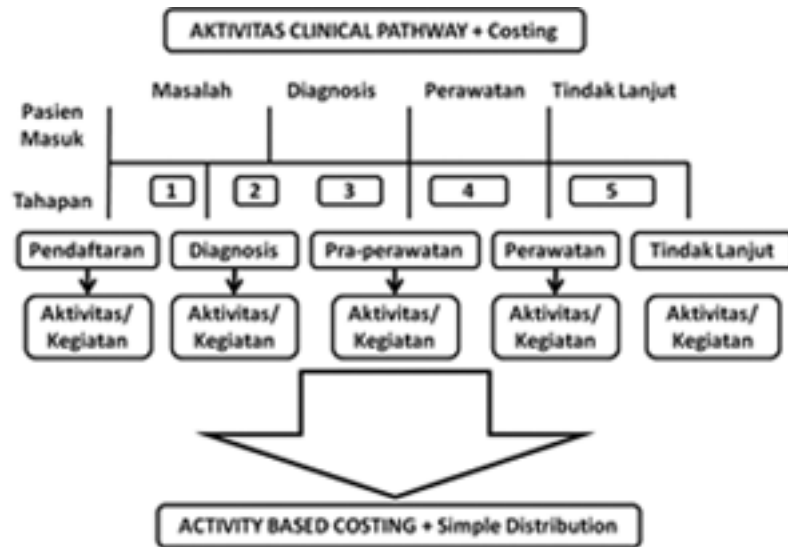 AKTIVITAS CLINICAL PATHWAY + Costing
Masalah Diagnosis Perawatan Tindak Lanjut
Pasien
Masuk
Tahapan 1 2 3 4 5
Pendaftaran Diagnosis Pra-perawatan Perawatan Tindak Lanjut
Aktivitas/ Aktivitas/ Aktivitas/ Aktivitas/ Aktivitas/
Kegiatan Kegiatan Kegiatan Kegiatan Kegiatan
ACTIVITY BASED COSTING + Simple Distribution